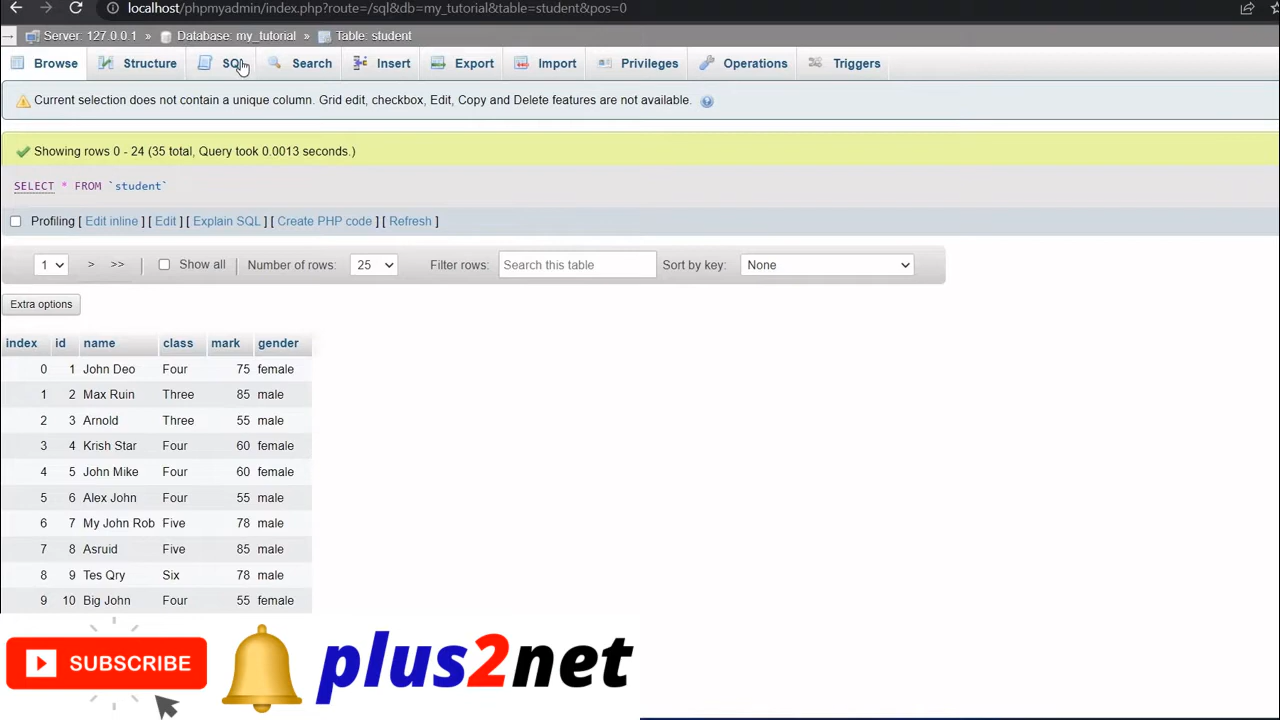 localhost/phpmyadmin/index.php?route=/sql&db=my_tutorial&table=student&pos=0
Server: 127.0.0.1 » Database: my_tutorial » Table: student
Browse Structure SQL Search Insert Export Import Privileges Operations Triggers
Current selection does not contain a unique column. Grid edit, checkbox, Edit, Copy and Delete features are not available.
Showing rows 0 - 24 (35 total, Query took 0.0013 seconds.)
SELECT * FROM `student`
Profiling [ Edit inline ] [ Edit ] [ Explain SQL ] [ Create PHP code ] [ Refresh ]
1 > >> Show all Number of rows: 25 Filter rows: Search this table Sort by key: None
Extra options
index id name class mark gender
0 1 John Deo Four 75 female
1 2 Max Ruin Three 85 male
2 3 Arnold Three 55 male
3 4 Krish Star Four 60 female
4 5 John Mike Four 60 female
5 6 Alex John Four 55 male
6 7 My John Rob Five 78 male
7 8 Asruid Five 85 male
8 9 Tes Qry Six 78 male
9 10 Big John Four 55 female
SUBSCRIBE plus2net